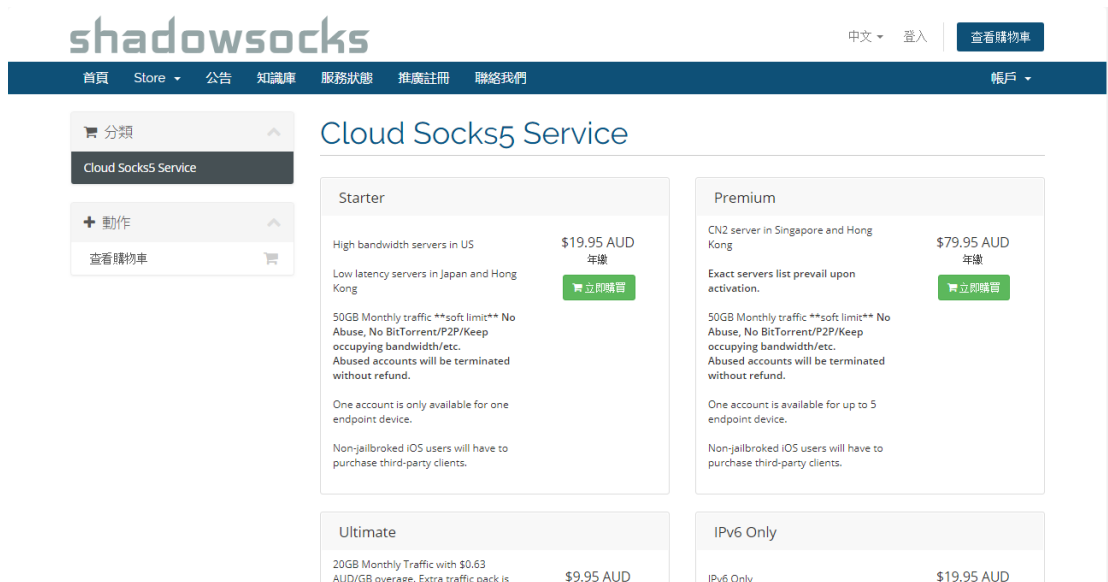 shadowsocks
中文
登入
查看購物車
首頁 Store 公告 知識庫 服務狀態 推廣註冊 聯絡我們 帳戶
分類
Cloud Socks5 Service
動作
查看購物車
Cloud Socks5 Service
Starter
High bandwidth servers in US
Low latency servers in Japan and Hong
Kong
50GB Monthly traffic **soft limit** No
Abuse, No BitTorrent/P2P/Keep
occupying bandwidth/etc.
Abused accounts will be terminated
without refund.
One account is only available for one
endpoint device.
Non-jailbroked iOS users will have to
purchase third-party clients.
$19.95 AUD
年繳
立即購買
Premium
CN2 server in Singapore and Hong
Kong
Exact servers list prevail upon
activation.
50GB Monthly traffic **soft limit** No
Abuse, No BitTorrent/P2P/Keep
occupying bandwidth/etc.
Abused accounts will be terminated
without refund.
One account is available for up to 5
endpoint device.
Non-jailbroked iOS users will have to
purchase third-party clients.
$79.95 AUD
年繳
立即購買
Ultimate
20GB Monthly Traffic with $0.63
AUD/GB overage. Extra traffic pack is
$9.95 AUD
IPv6 Only
IPv6 Only
$19.95 AUD